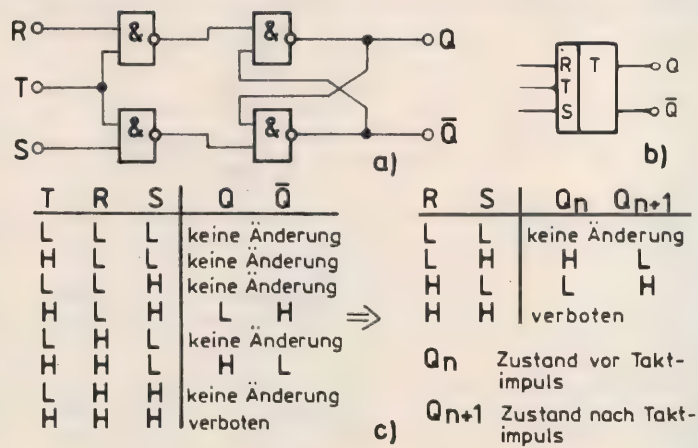 R & & Q
T
S & & Q̄
a)
R T Q
T
S Q̄
b)
T R S Q Q̄
L L L keine Änderung
H L L keine Änderung
L L H keine Änderung
H L H L H
L H L keine Änderung
H H L H L
L H H keine Änderung
H H H verboten
⇒
R S Qn Qn+1
L L keine Änderung
L H H L
H L L H
H H verboten
Qn Zustand vor Takt-
impuls
Qn+1 Zustand nach Takt-
impuls
c)